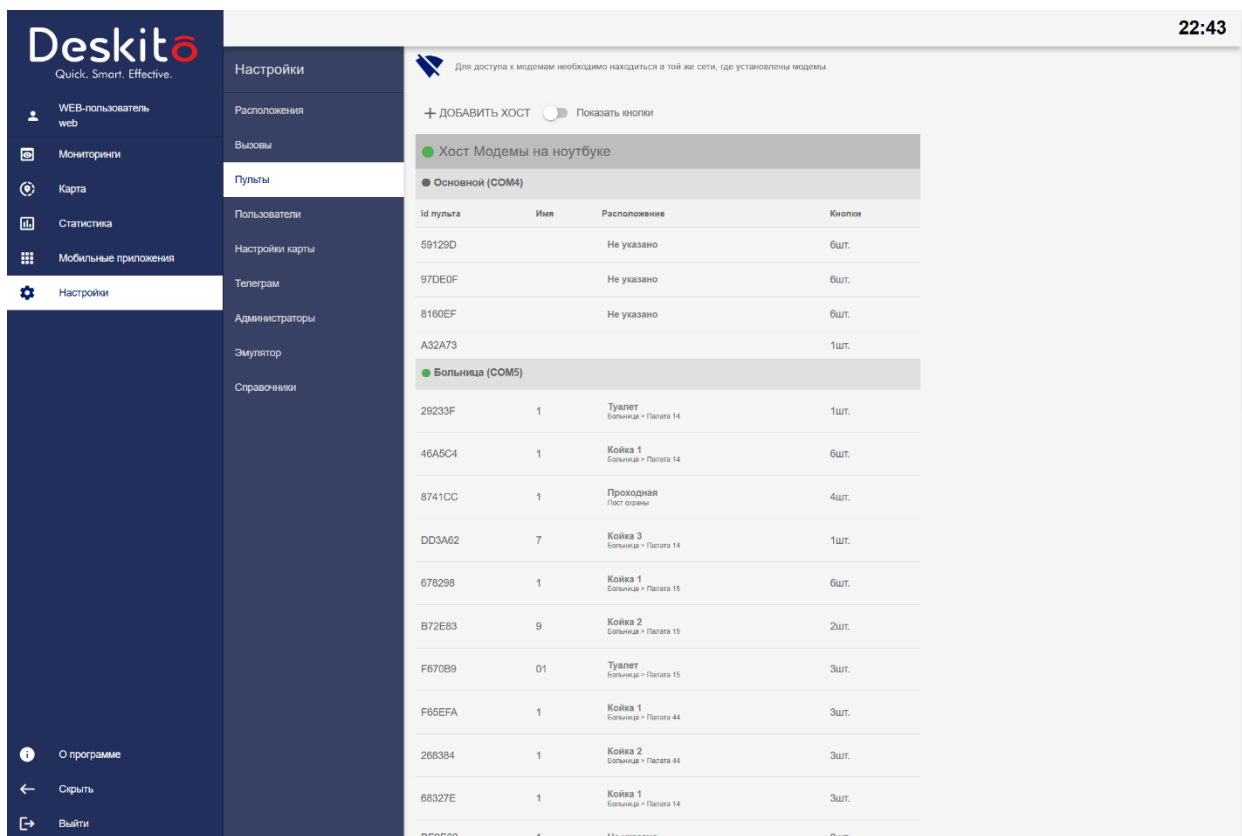 22:43
Deskito
Quick. Smart. Effective.
WEB-пользователь
web
Мониторинги
Карта
Статистика
Мобильные приложения
Настройки
О программе
Скрыть
Выйти
Настройки
Расположения
Вызовы
Пульты
Пользователи
Настройки карты
Телеграм
Администраторы
Эмулятор
Справочники
Для доступа к модемам необходимо находиться в той же сети, где установлены модемы.
+ ДОБАВИТЬ ХОСТ Показать кнопки
Хост Модемы на ноутбуке
Основной (COM4)
id пульта Имя Расположение Кнопки
59129D Не указано 6шт.
97DE0F Не указано 6шт.
8160EF Не указано 6шт.
A32A73 1шт.
Больница (COM5)
29233F 1 Туалет 1шт.
Больница > Палата 14
46A5C4 1 Койка 1 6шт.
Больница > Палата 14
8741CC 1 Проходная 4шт.
Пост охраны
DD3A62 7 Койка 3 1шт.
Больница > Палата 14
678298 1 Койка 1 6шт.
Больница > Палата 15
B72E83 9 Койка 2 2шт.
Больница > Палата 15
F670B9 01 Туалет 3шт.
Больница > Палата 15
F65EFA 1 Койка 1 3шт.
Больница > Палата 44
268384 1 Койка 2 3шт.
Больница > Палата 44
68327E 1 Койка 1 3шт.
Больница > Палата 14